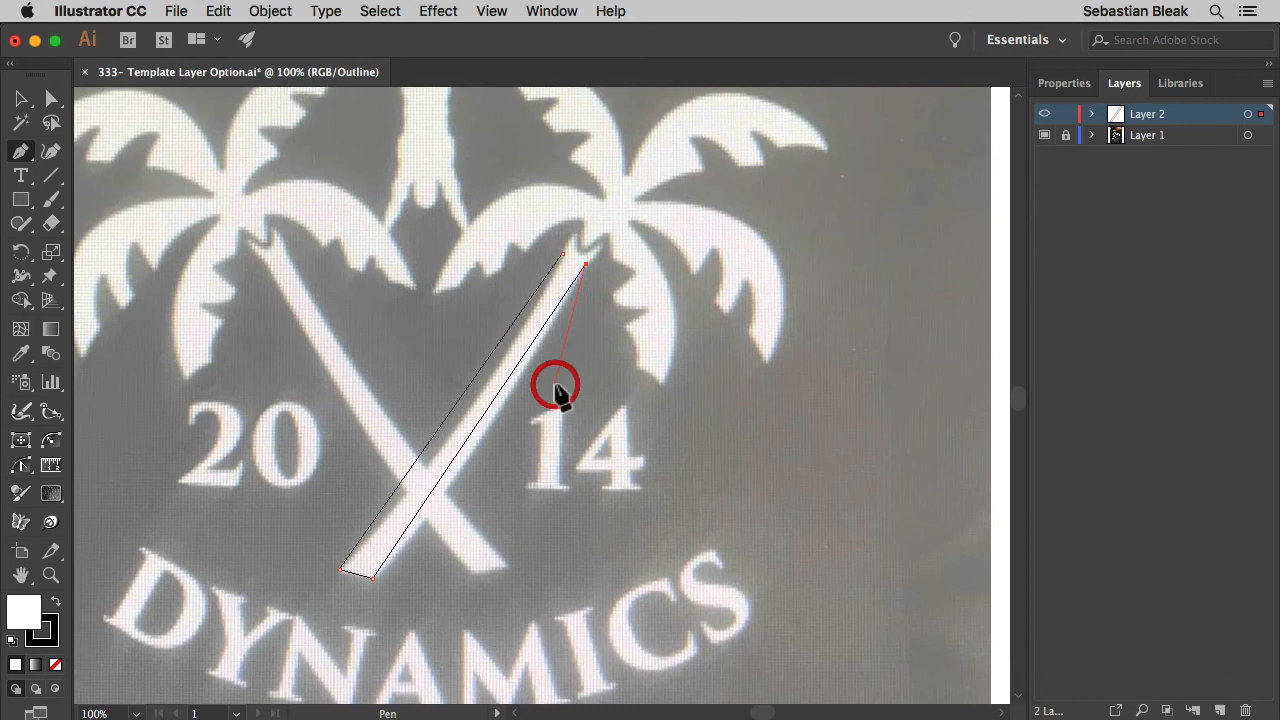 Illustrator CC File Edit Object Type Select Effect View Window Help Sebastian Bleak
Ai Br St Essentials Search Adobe Stock
× 333- Template Layer Option.ai* @ 100% (RGB/Outline)
Properties Layers Libraries
Layer 2
Layer 1
20 14
DYNAMICS
100% 1 Pen
2 La...